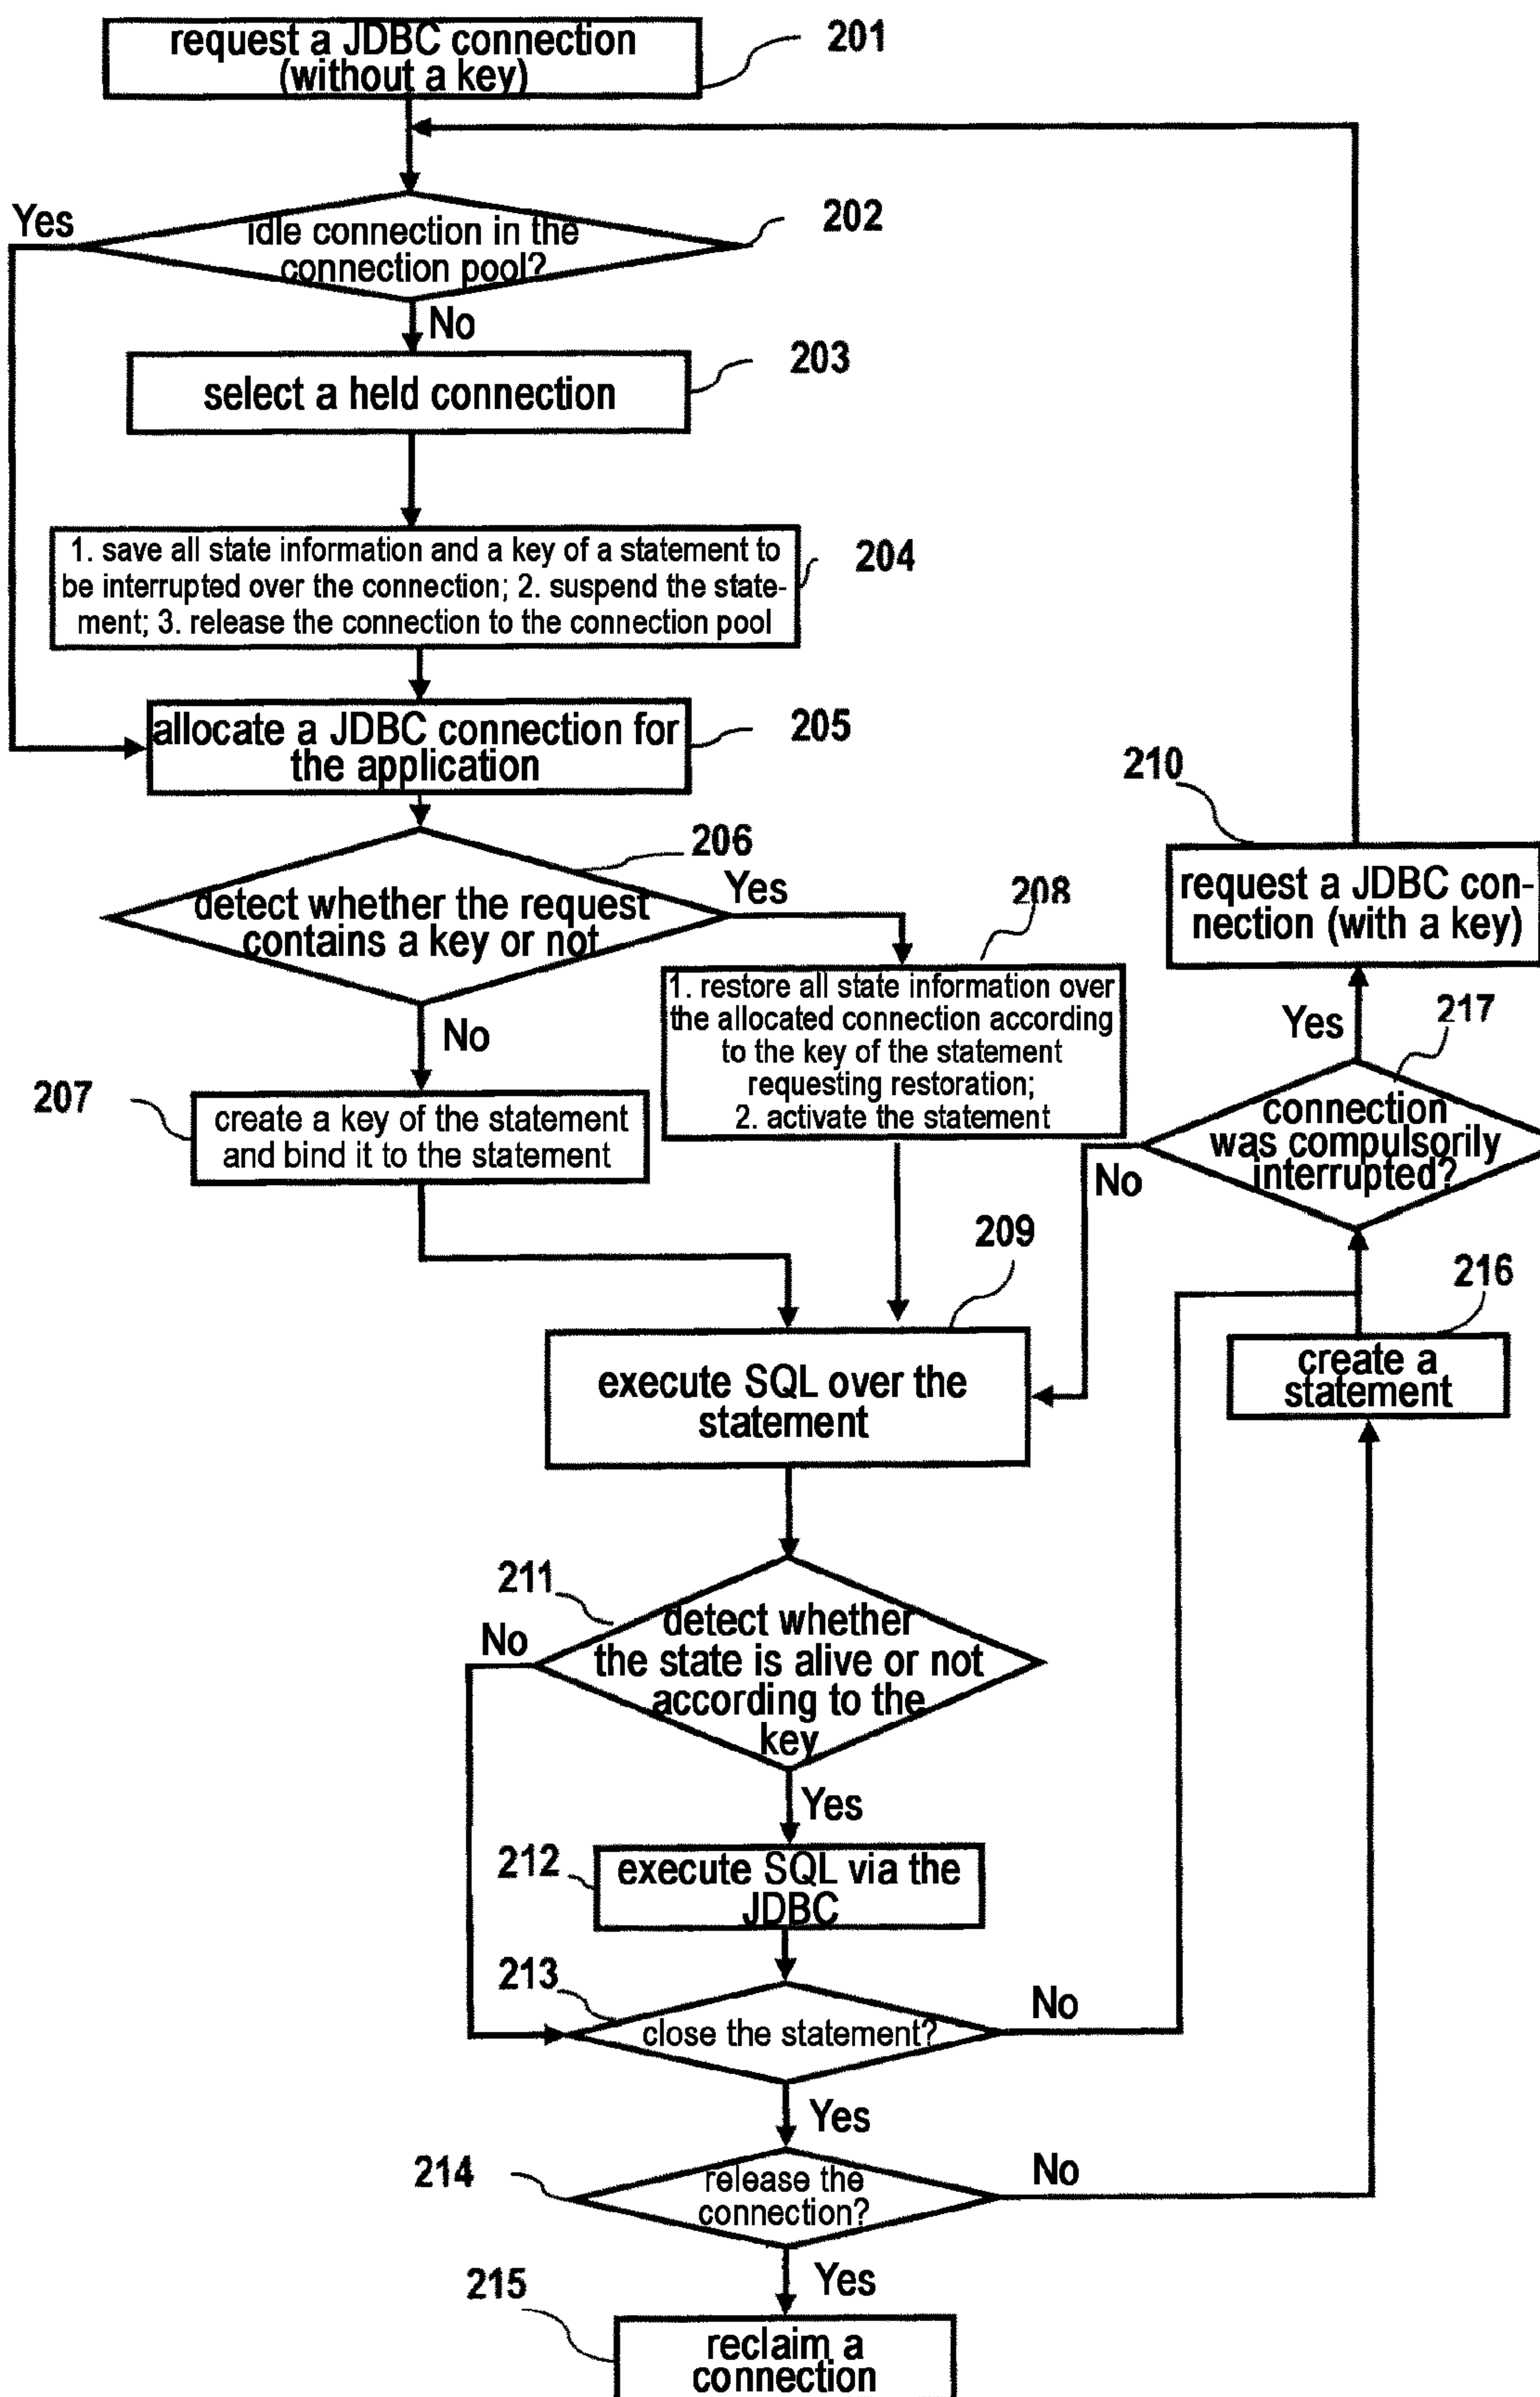 request a JDBC connection
(without a key)
201
Yes
idle connection in the
connection pool?
202
No
select a held connection
203
1. save all state information and a key of a statement to
be interrupted over the connection; 2. suspend the state-
ment; 3. release the connection to the connection pool
204
allocate a JDBC connection for
the application
205
detect whether the request
contains a key or not
206
Yes
No
207
create a key of the statement
and bind it to the statement
208
1. restore all state information over
the allocated connection according
to the key of the statement
requesting restoration;
2. activate the statement
210
request a JDBC con-
nection (with a key)
Yes
217
connection
was compulsorily
interrupted?
No
209
execute SQL over the
statement
216
create a
statement
211
No
detect whether
the state is alive or not
according to the
key
Yes
212
execute SQL via the
JDBC
213
close the statement?
No
Yes
214
release the
connection?
No
Yes
215
reclaim a
connection